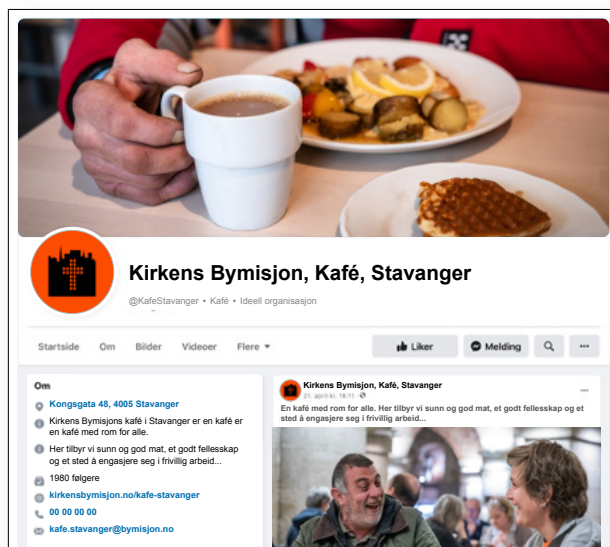 Kirkens Bymisjon, Kafé, Stavanger
@KafeStavanger • Kafé • Ideell organisasjon
Startside Om Bilder Videoer Flere
Liker Melding
Om
Kongsgata 48, 4005 Stavanger
Kirkens Bymisjons kafé i Stavanger er en kafé er
en kafé med rom for alle.
Her tilbyr vi sunn og god mat, et godt fellesskap
og et sted å engasjere seg i frivillig arbeid...
1980 følgere
kirkensbymisjon.no/kafe-stavanger
00 00 00 00
kafe.stavanger@bymisjon.no
Kirkens Bymisjon, Kafé, Stavanger
21. april kl. 18:11
En kafé med rom for alle. Her tilbyr vi sunn og god mat, et godt fellesskap og et
sted å engasjere seg i frivillig arbeid...